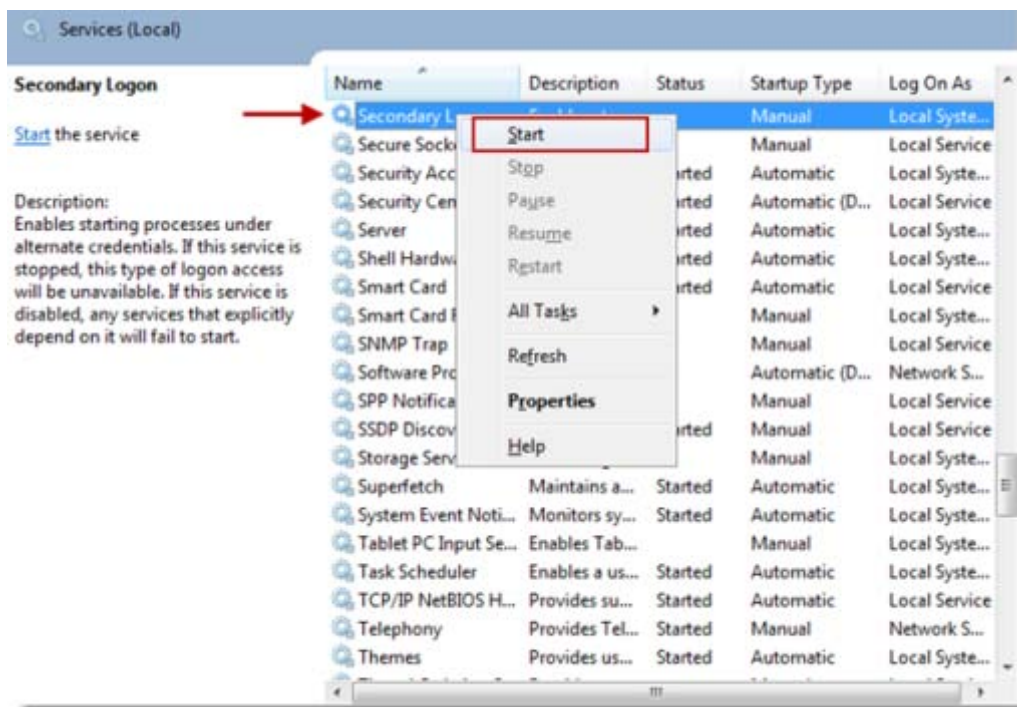 Services (Local)
Secondary Logon
Start the service
Description:
Enables starting processes under
alternate credentials. If this service is
stopped, this type of logon access
will be unavailable. If this service is
disabled, any services that explicitly
depend on it will fail to start.
Name Description Status Startup Type Log On As
Secondary L Manual Local Syste...
Secure Sock Manual Local Service
Security Acc rted Automatic Local Syste...
Security Cen rted Automatic (D... Local Service
Server rted Automatic Local Syste...
Shell Hardw rted Automatic Local Syste...
Smart Card rted Automatic Local Service
Smart Card Manual Local Syste...
SNMP Trap Manual Local Service
Software Pro Automatic (D... Network S...
SPP Notifica Manual Local Service
SSDP Discov rted Manual Local Service
Storage Serv Manual Local Syste...
Superfetch Maintains a... Started Automatic Local Syste...
System Event Noti... Monitors sy... Started Automatic Local Syste...
Tablet PC Input Se... Enables Tab... Manual Local Syste...
Task Scheduler Enables a us... Started Automatic Local Syste...
TCP/IP NetBIOS H... Provides su... Started Automatic Local Service
Telephony Provides Tel... Started Manual Network S...
Themes Provides us... Started Automatic Local Syste...
Start
Stop
Pause
Resume
Restart
All Tasks
Refresh
Properties
Help